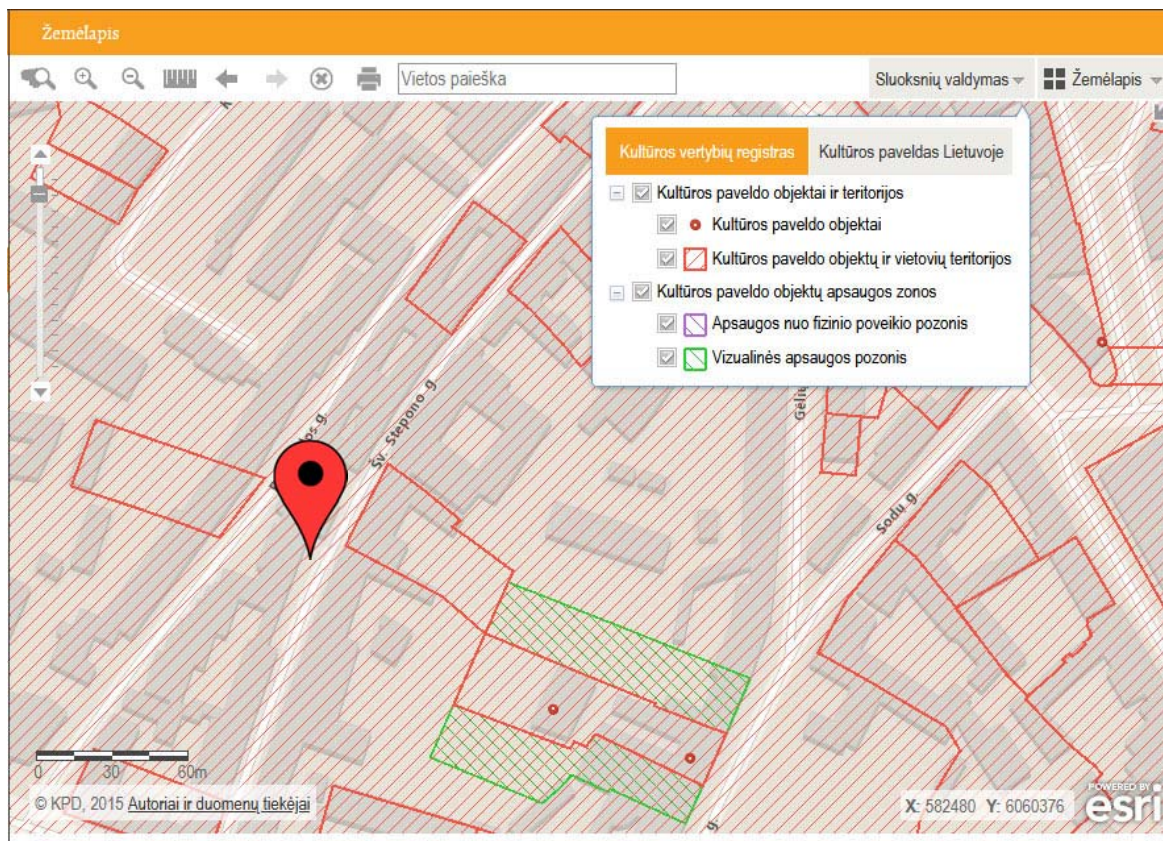 Žemėlapis
Vietos paieška
Sluoksnių valdymas
Žemėlapis
Kultūros vertybių registras
Kultūros paveldas Lietuvoje
Kultūros paveldo objektai ir teritorijos
Kultūros paveldo objektai
Kultūros paveldo objektų ir vietovių teritorijos
Kultūros paveldo objektų apsaugos zonos
Apsaugos nuo fizinio poveikio pozonis
Vizualinės apsaugos pozonis
Šv. Stepono g.
Sodų g.
g.
0 30 60m
© KPD, 2015 Autoriai ir duomenų tiekėjai
X: 582480 Y: 6060376
POWERED BY
esri